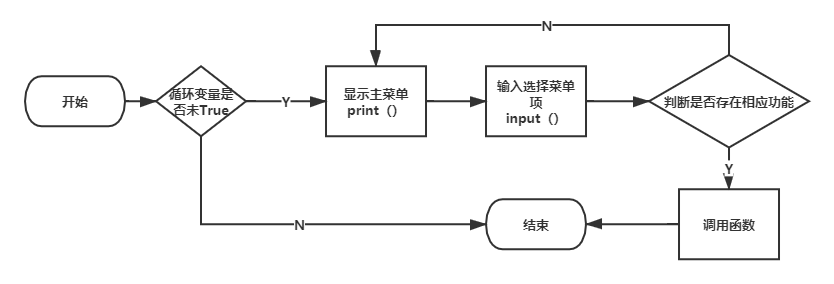 N
开始
循环变量是
否未True
Y
显示主菜单
print（）
输入选择菜单
项
input（）
判断是否存在相应功能
Y
N
结束
调用函数